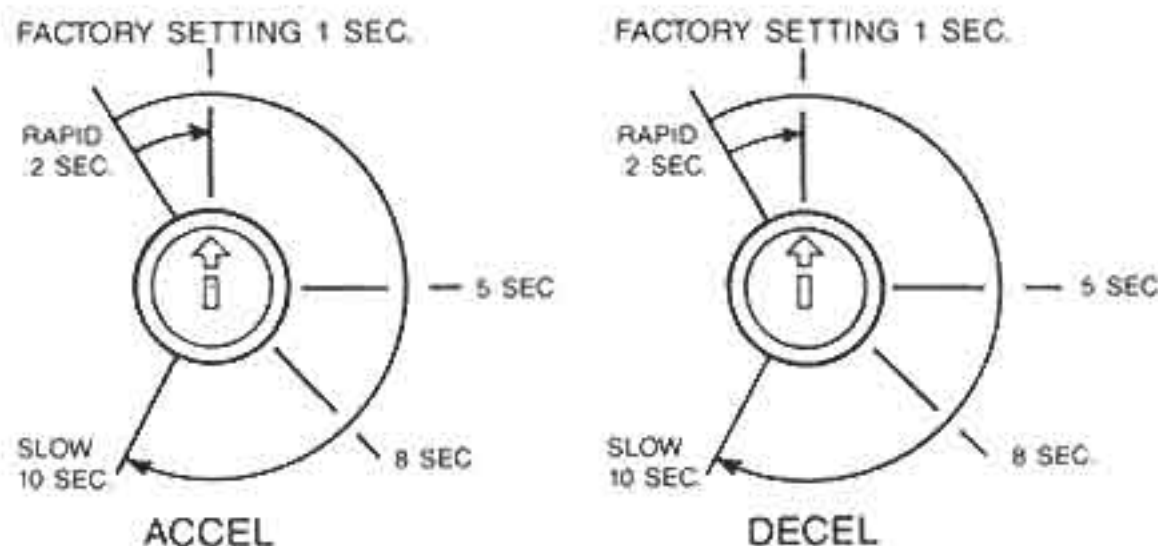 FACTORY SETTING 1 SEC.
RAPID
.2 SEC.
5 SEC
8 SEC
SLOW
10 SEC.
ACCEL
FACTORY SETTING 1 SEC.
RAPID
.2 SEC.
5 SEC
8 SEC.
SLOW
10 SEC.
DECEL